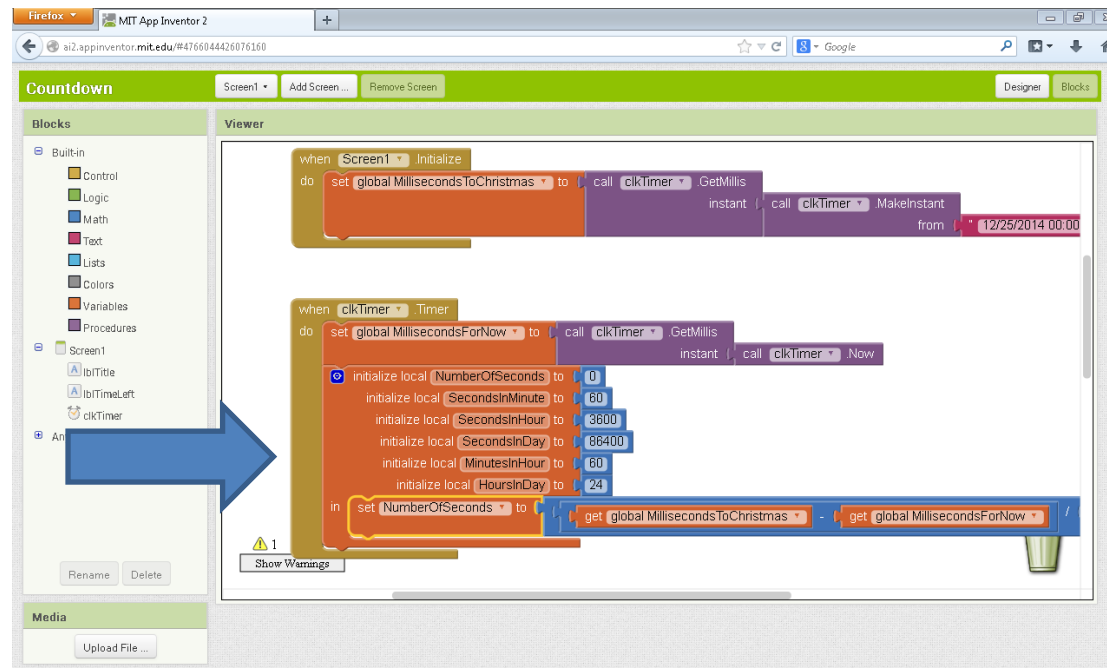 Firefox
MIT App Inventor 2
+
ai2.appinventor.mit.edu/#4766044426076160
Google
Countdown
Screen1
Add Screen ...
Remove Screen
Designer
Blocks
Blocks
Viewer
Built-in
Control
Logic
Math
Text
Lists
Colors
Variables
Procedures
Screen1
lblTitle
lblTimeLeft
clkTimer
Rename
Delete
Media
Upload File ...
when Screen1 .Initialize
do set global MillisecondsToChristmas to call clkTimer .GetMillis
instant call clkTimer .MakeInstant
from " 12/25/2014 00:00
when clkTimer .Timer
do set global MillisecondsForNow to call clkTimer .GetMillis
instant call clkTimer .Now
initialize local NumberOfSeconds to 0
initialize local SecondsInMinute to 60
initialize local SecondsInHour to 3600
initialize local SecondsInDay to 86400
initialize local MinutesInHour to 60
initialize local HoursInDay to 24
in set NumberOfSeconds to get global MillisecondsToChristmas - get global MillisecondsForNow /
1
Show Warnings